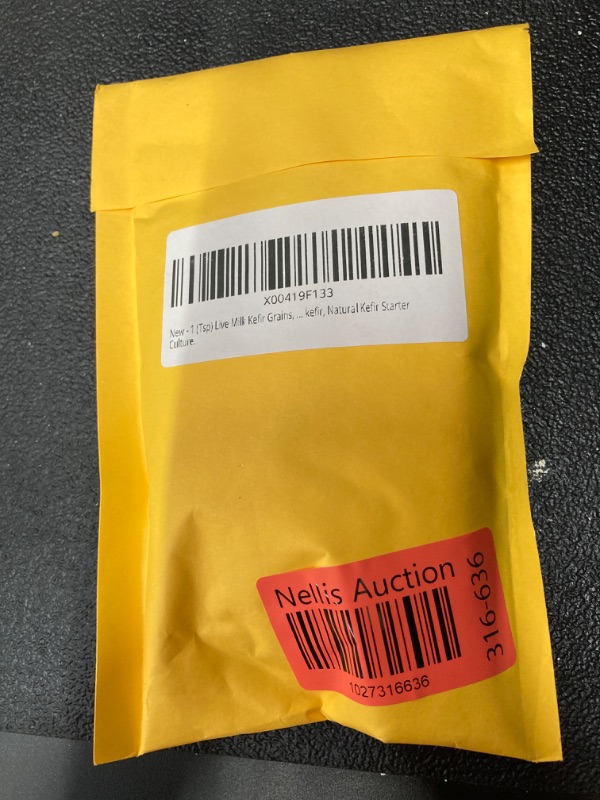 X00419F133
New - 1 (Tsp) Live Milk Kefir Grains, ... kefir, Natural Kefir Starter
Culture.
Nellis Auction
1027316636
316-636